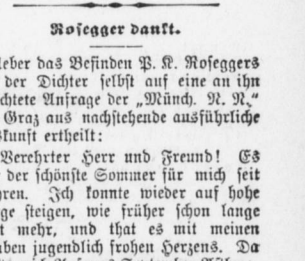 Rosegger dankt.
Ueber das Befinden P. K. Roseggers
der Dichter selbst auf eine an ihn
chtete Anfrage der „Münch. N. N.“
Graz aus nachstehende ausführliche
kunft ertheilt:
Verehrter Herr und Freund! Es
der schönste Sommer für mich seit
hren. Ich konnte wieder auf hohe
ge steigen, wie früher schon lange
t mehr, und that es mit meinen
ben jugendlich frohen Herzens. Da